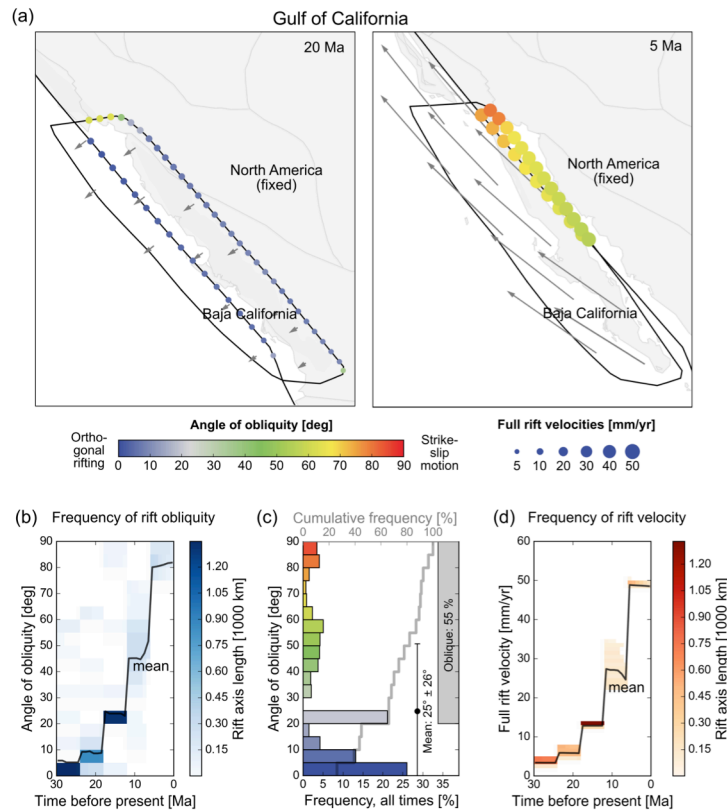 (a)
Gulf of California
20 Ma
North America
(fixed)
Baja California
5 Ma
North America
(fixed)
Baja California
Angle of obliquity [deg]
Ortho-
gonal
rifting
0 10 20 30 40 50 60 70 80 90
Strike-
slip
motion
Full rift velocities [mm/yr]
5 10 20 30 40 50
(b)
Frequency of rift obliquity
Angle of obliquity [deg]
90
80
70
60
50
40
30
20
10
0
mean
30 20 10 0
Time before present [Ma]
1.20
1.05
0.90
0.75
0.60
0.45
0.30
0.15
Rift axis length [1000 km]
(c)
Cumulative frequency [%]
0 20 40 60 80 100
Angle of obliquity [deg]
90
80
70
60
50
40
30
20
10
0
Oblique: 55 %
Mean: 25° ± 26°
0 5 10 15 20 25 30 35
Frequency, all times [%]
(d)
Frequency of rift velocity
Full rift velocity [mm/yr]
60
50
40
30
20
10
0
mean
30 20 10 0
Time before present [Ma]
1.20
1.05
0.90
0.75
0.60
0.45
0.30
0.15
Rift axis length [1000 km]